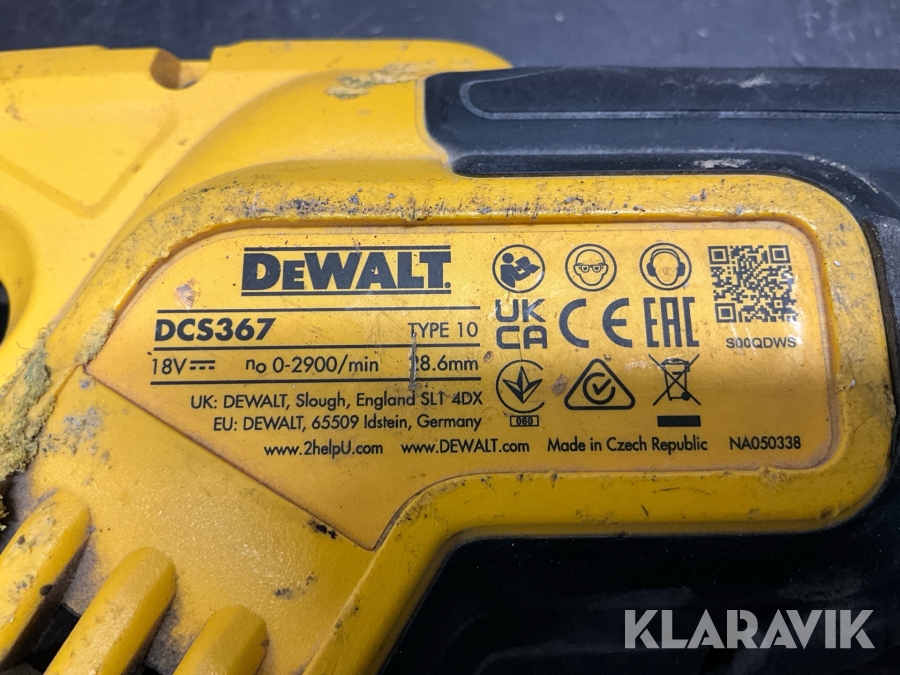 DEWALT
DCS367 TYPE 10
18V n₀ 0-2900/min 28.6mm
UK: DEWALT, Slough, England SL1 4DX
EU: DEWALT, 65509 Idstein, Germany
www.2helpU.com www.DEWALT.com Made in Czech Republic NA050338
UK
CA CE EAC
S00QDWS
060
KLARAVIK